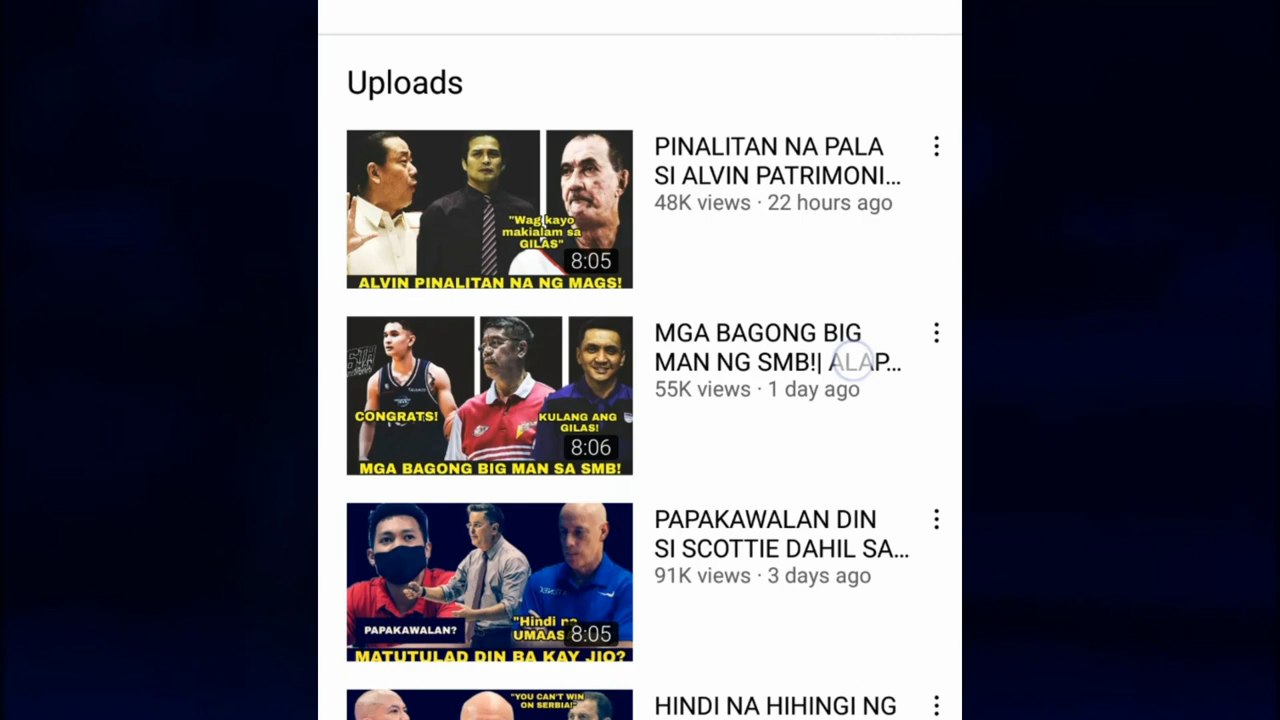 Uploads
"Wag kayo
makialam sa
GILAS"
8:05
ALVIN PINALITAN NA NG MAGS!
PINALITAN NA PALA
SI ALVIN PATRIMONI...
48K views · 22 hours ago
CONGRATS!
KULANG ANG
GILAS!
8:06
MGA BAGONG BIG MAN SA SMB!
MGA BAGONG BIG
MAN NG SMB!| ALAP...
55K views · 1 day ago
PAPAKAWALAN?
"Hindi na
UMAAS
8:05
MATUTULAD DIN BA KAY JIO?
PAPAKAWALAN DIN
SI SCOTTIE DAHIL SA...
91K views · 3 days ago
"YOU CAN'T WIN
ON SERBIA!"
HINDI NA HIHINGI NG